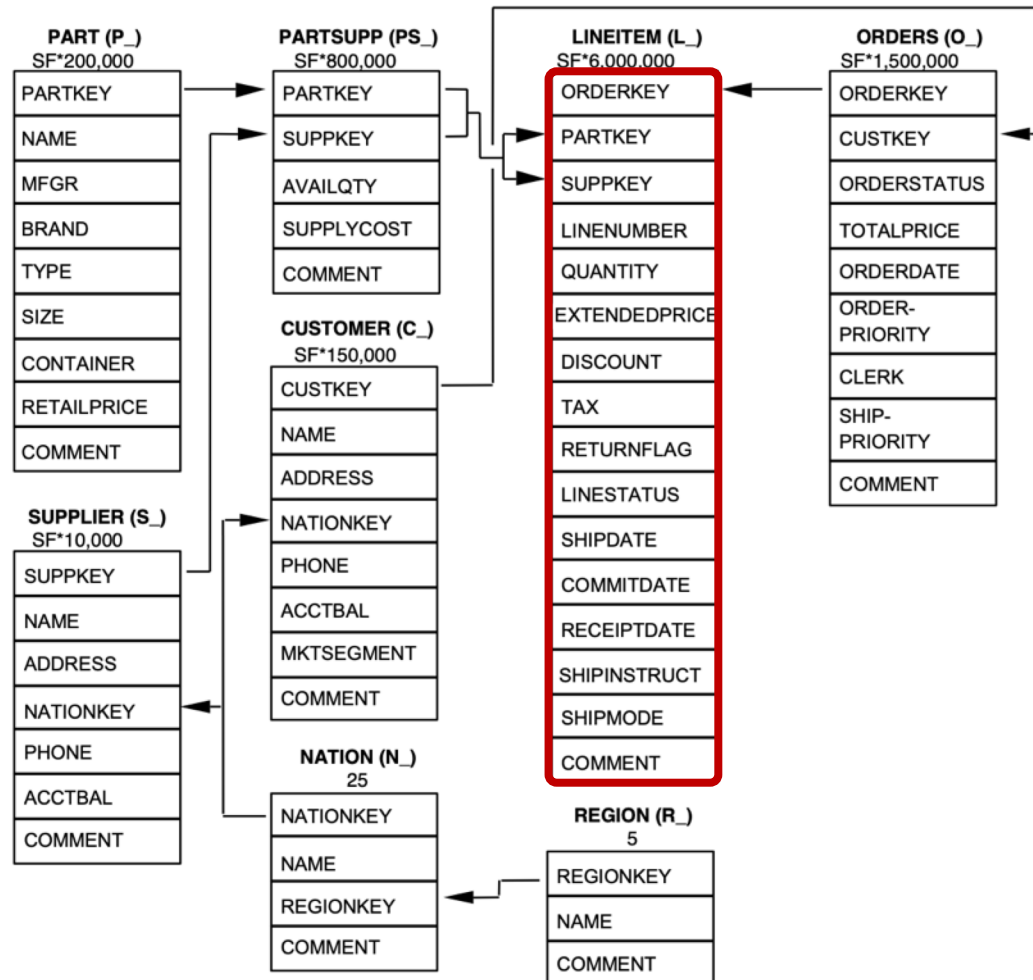 PART (P_)
SF*200,000
PARTKEY
NAME
MFGR
BRAND
TYPE
SIZE
CONTAINER
RETAILPRICE
COMMENT
SUPPLIER (S_)
SF*10,000
SUPPKEY
NAME
ADDRESS
NATIONKEY
PHONE
ACCTBAL
COMMENT
PARTSUPP (PS_)
SF*800,000
PARTKEY
SUPPKEY
AVAILQTY
SUPPLYCOST
COMMENT
CUSTOMER (C_)
SF*150,000
CUSTKEY
NAME
ADDRESS
NATIONKEY
PHONE
ACCTBAL
MKTSEGMENT
COMMENT
NATION (N_)
25
NATIONKEY
NAME
REGIONKEY
COMMENT
LINEITEM (L_)
SF*6,000,000
ORDERKEY
PARTKEY
SUPPKEY
LINENUMBER
QUANTITY
EXTENDEDPRICE
DISCOUNT
TAX
RETURNFLAG
LINESTATUS
SHIPDATE
COMMITDATE
RECEIPTDATE
SHIPINSTRUCT
SHIPMODE
COMMENT
REGION (R_)
5
REGIONKEY
NAME
COMMENT
ORDERS (O_)
SF*1,500,000
ORDERKEY
CUSTKEY
ORDERSTATUS
TOTALPRICE
ORDERDATE
ORDER-
PRIORITY
CLERK
SHIP-
PRIORITY
COMMENT